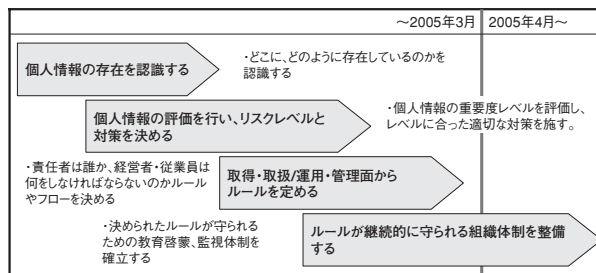 ～2005年3月
2005年4月～
個人情報の存在を認識する
・どこに、どのように存在しているのかを
認識する
個人情報の評価を行い、リスクレベルと
対策を決める
・個人情報の重要度レベルを評価し、
レベルに合った適切な対策を施す。
・責任者は誰か、経営者・従業員は
何をしなければならないのかルール
やフローを決める
取得・取扱/運用・管理面から
ルールを定める
・決められたルールが守られる
ための教育啓蒙、監視体制を
確立する
ルールが継続的に守られる組織体制を整備
する